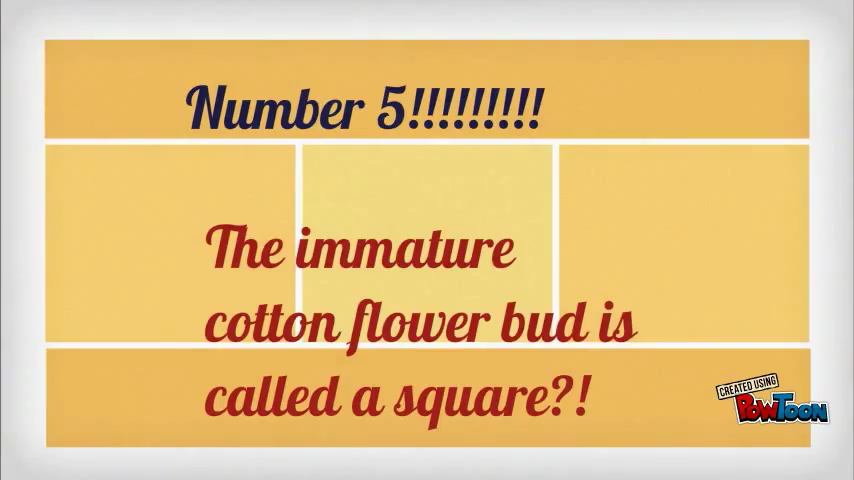 Number 5!!!!!!!!!
The immature
cotton flower bud is
called a square?!
CREATED USING
POWTOON